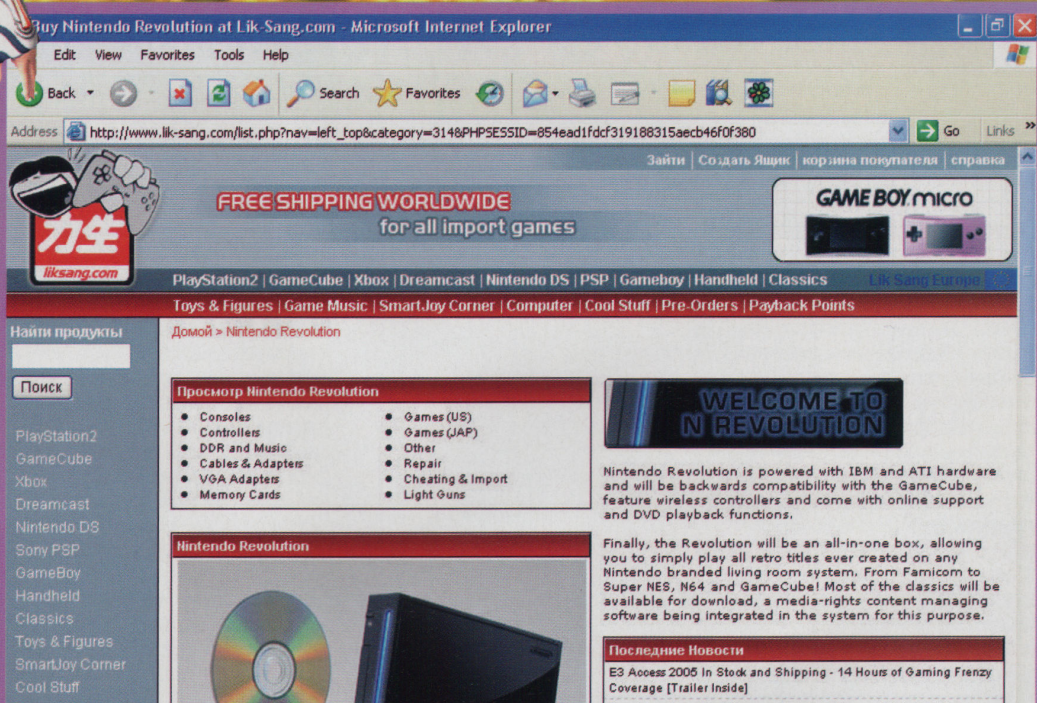 Buy Nintendo Revolution at Lik-Sang.com - Microsoft Internet Explorer
Edit View Favorites Tools Help
Back Search Favorites
Address http://www.lik-sang.com/list.php?nav=left_top&category=314&PHPSESSID=854ead1fdcf319188315aecb46f0f380 Go Links »
Зайти | Создать Ящик | корзина покупателя | справка
FREE SHIPPING WORLDWIDE
for all import games
GAME BOY micro
力生
liksang.com
PlayStation2 | GameCube | Xbox | Dreamcast | Nintendo DS | PSP | Gameboy | Handheld | Classics
Lik Sang Europe
Toys & Figures | Game Music | SmartJoy Corner | Computer | Cool Stuff | Pre-Orders | Payback Points
Найти продукты
Поиск
PlayStation2
GameCube
Xbox
Dreamcast
Nintendo DS
Sony PSP
GameBoy
Handheld
Classics
Toys & Figures
SmartJoy Corner
Cool Stuff
Домой > Nintendo Revolution
Просмотр Nintendo Revolution
• Consoles
• Controllers
• DDR and Music
• Cables & Adapters
• VGA Adapters
• Memory Cards
• Games (US)
• Games (JAP)
• Other
• Repair
• Cheating & Import
• Light Guns
Nintendo Revolution
WELCOME TO
N REVOLUTION
Nintendo Revolution is powered with IBM and ATI hardware
and will be backwards compatibility with the GameCube,
feature wireless controllers and come with online support
and DVD playback functions.
Finally, the Revolution will be an all-in-one box, allowing
you to simply play all retro titles ever created on any
Nintendo branded living room system. From Famicom to
Super NES, N64 and GameCube! Most of the classics will be
available for download, a media-rights content managing
software being integrated in the system for this purpose.
Последние Новости
E3 Access 2005 In Stock and Shipping - 14 Hours of Gaming Frenzy
Coverage [Trailer Inside]